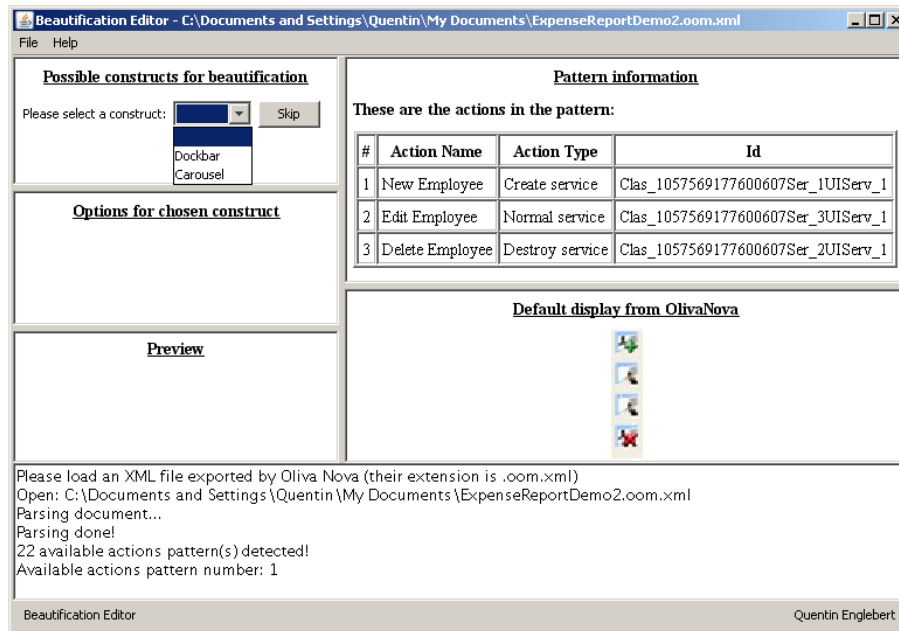 Beautification Editor - C:\Documents and Settings\Quentin\My Documents\ExpenseReportDemo2.oom.xml
File Help
Possible constructs for beautification
Please select a construct:
Skip
Dockbar
Carousel
Options for chosen construct
Preview
Pattern information
These are the actions in the pattern:
# Action Name Action Type Id
1 New Employee Create service Clas_1057569177600607Ser_1UIServ_1
2 Edit Employee Normal service Clas_1057569177600607Ser_3UIServ_1
3 Delete Employee Destroy service Clas_1057569177600607Ser_2UIServ_1
Default display from OlivaNova
Please load an XML file exported by Oliva Nova (their extension is .oom.xml)
Open: C:\Documents and Settings\Quentin\My Documents\ExpenseReportDemo2.oom.xml
Parsing document...
Parsing done!
22 available actions pattern(s) detected!
Available actions pattern number: 1
Beautification Editor
Quentin Englebert